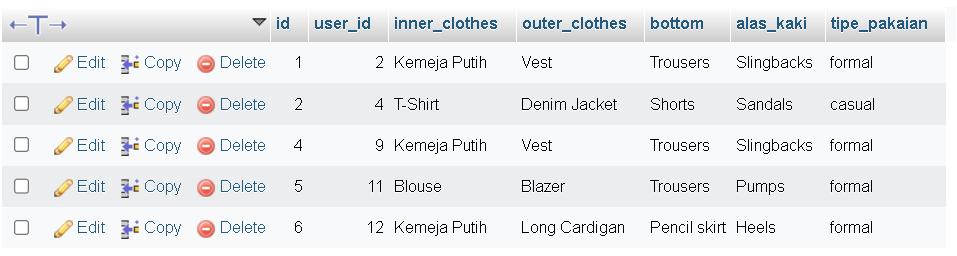 id user_id inner_clothes outer_clothes bottom alas_kaki tipe_pakaian
Edit Copy Delete 1 2 Kemeja Putih Vest Trousers Slingbacks formal
Edit Copy Delete 2 4 T-Shirt Denim Jacket Shorts Sandals casual
Edit Copy Delete 4 9 Kemeja Putih Vest Trousers Slingbacks formal
Edit Copy Delete 5 11 Blouse Blazer Trousers Pumps formal
Edit Copy Delete 6 12 Kemeja Putih Long Cardigan Pencil skirt Heels formal